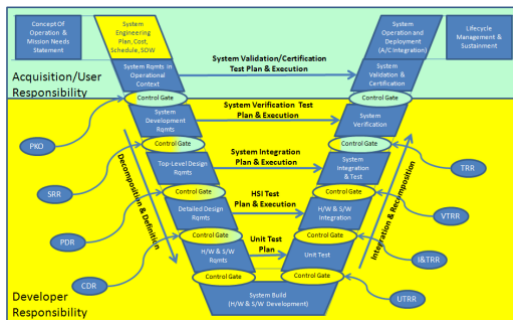 Concept Of
Operation &
Mission Needs
Statement
System
Engineering
Plan, Cost,
Schedule, SOW
System
Operation and
Deployment
(A/C Integration)
Lifecycle
Management &
Sustainment
System Rqmts in
Operational
Context
System Validation/Certification
Test Plan & Execution
System
Validation &
Certification
Acquisition/User
Responsibility
Control Gate
Control Gate
System
Development
Rqmts
System Verification Test
Plan & Execution
System
Verification
PKO
Control Gate
Control Gate
Top-Level Design
Rqmts
System Integration
Plan & Execution
System
Integration
& Test
TRR
SRR
Decomposition & Definition
Integration & Recomposition
Control Gate
Control Gate
Detailed Design
Rqmts
HSI Test
Plan & Execution
H/W & S/W
Integration
VTRR
PDR
Control Gate
Control Gate
H/W & S/W
Rqmts
Unit Test
Plan
Unit Test
I&TRR
CDR
Control Gate
Control Gate
System Build
(H/W & S/W Development)
UTRR
Developer
Responsibility